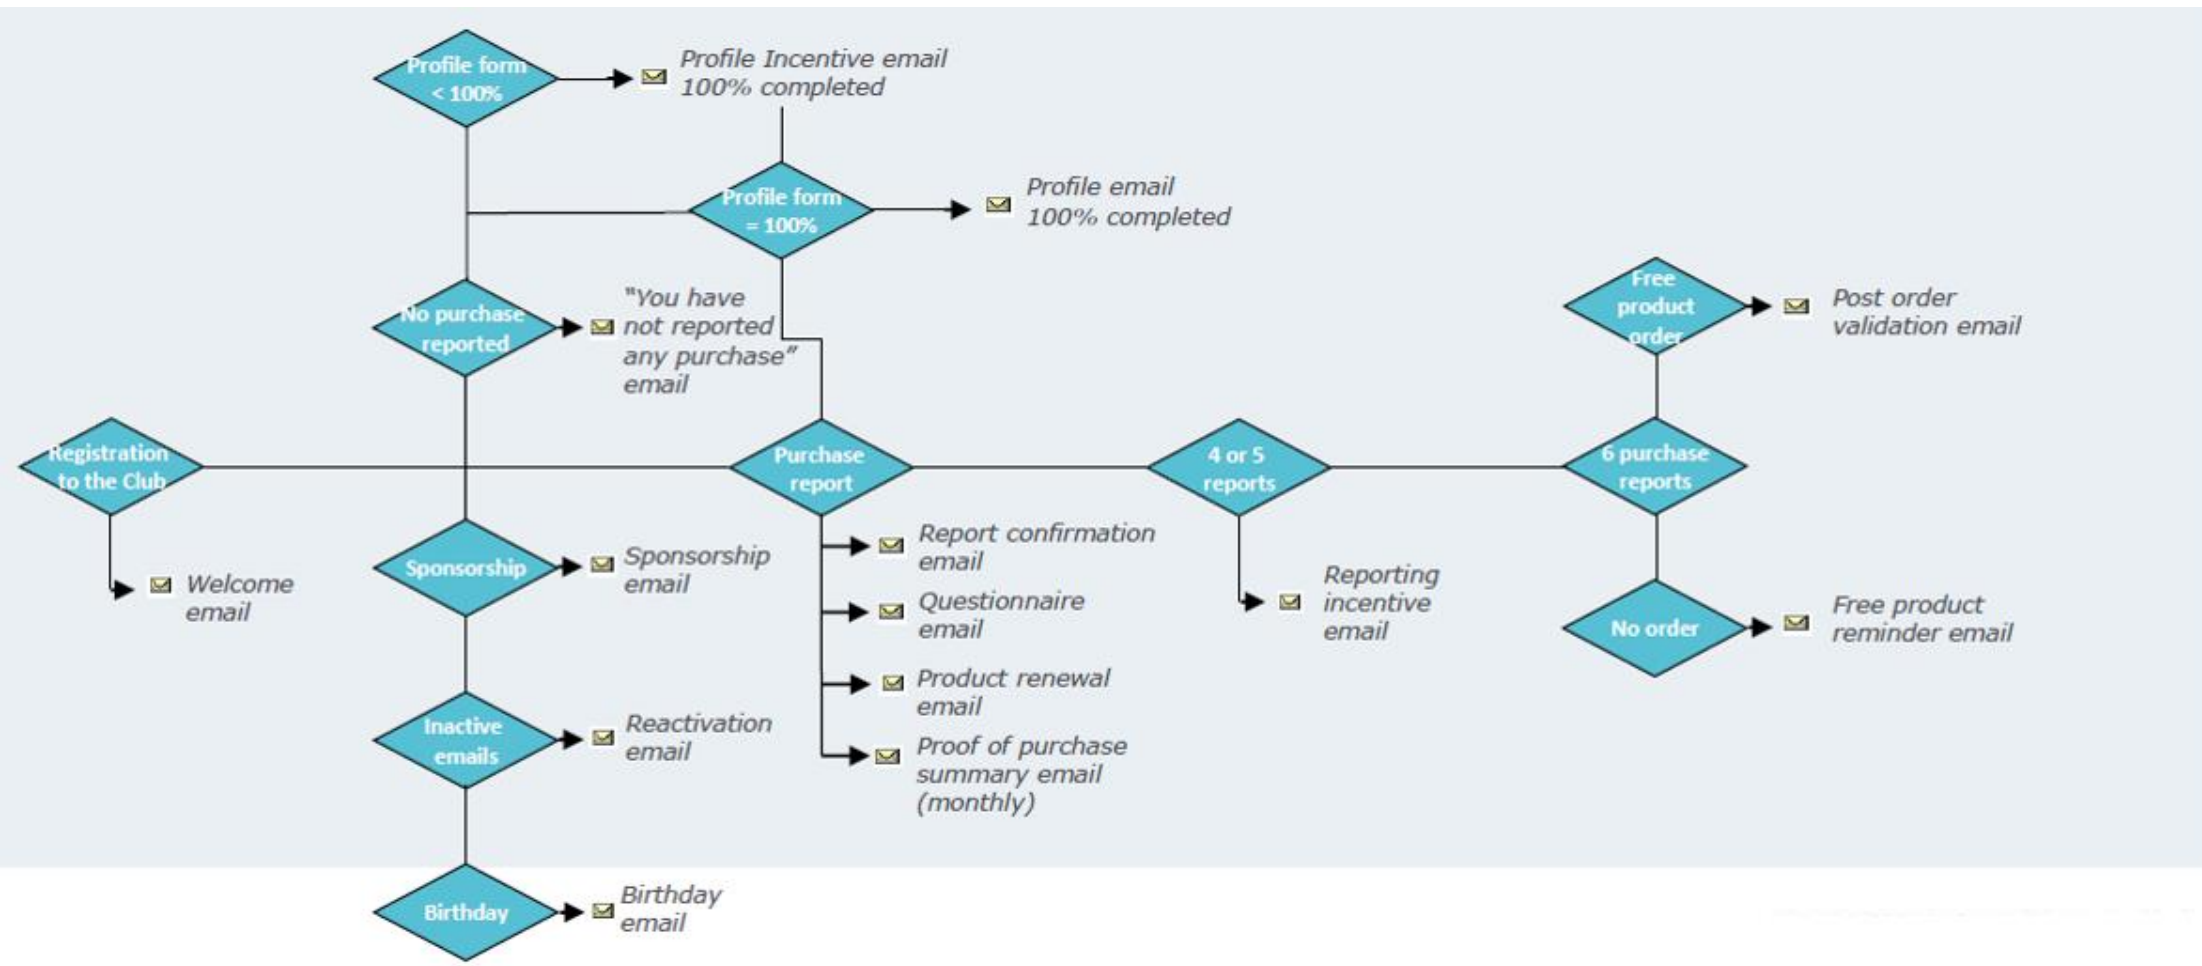 Profile form
< 100%
Profile Incentive email
100% completed
Profile form
= 100%
Profile email
100% completed
No purchase
reported
"You have
not reported
any purchase"
email
Free
product
order
Post order
validation email
Registration
to the Club
Purchase
report
4 or 5
reports
6 purchase
reports
Welcome
email
Sponsorship
Sponsorship
email
Report confirmation
email
Questionnaire
email
Product renewal
email
Proof of purchase
summary email
(monthly)
Reporting
incentive
email
No order
Free product
reminder email
Inactive
emails
Reactivation
email
Birthday
Birthday
email